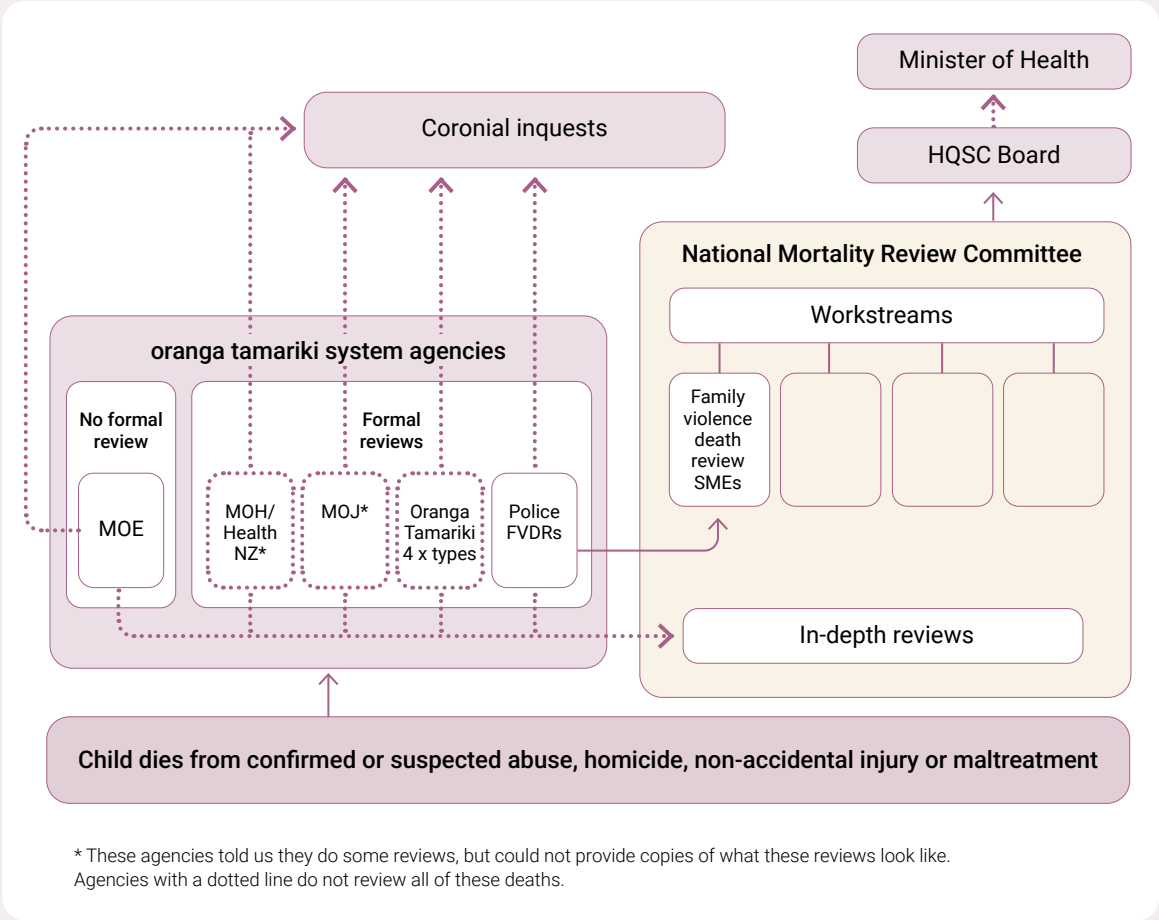 Minister of Health
Coronial inquests
HQSC Board
National Mortality Review Committee
Workstreams
Family
violence
death
review
SMEs
oranga tamariki system agencies
No formal
review
Formal
reviews
MOE
MOH/
Health
NZ*
MOJ*
Oranga
Tamariki
4 x types
Police
FVDRs
In-depth reviews
Child dies from confirmed or suspected abuse, homicide, non-accidental injury or maltreatment
* These agencies told us they do some reviews, but could not provide copies of what these reviews look like.
Agencies with a dotted line do not review all of these deaths.